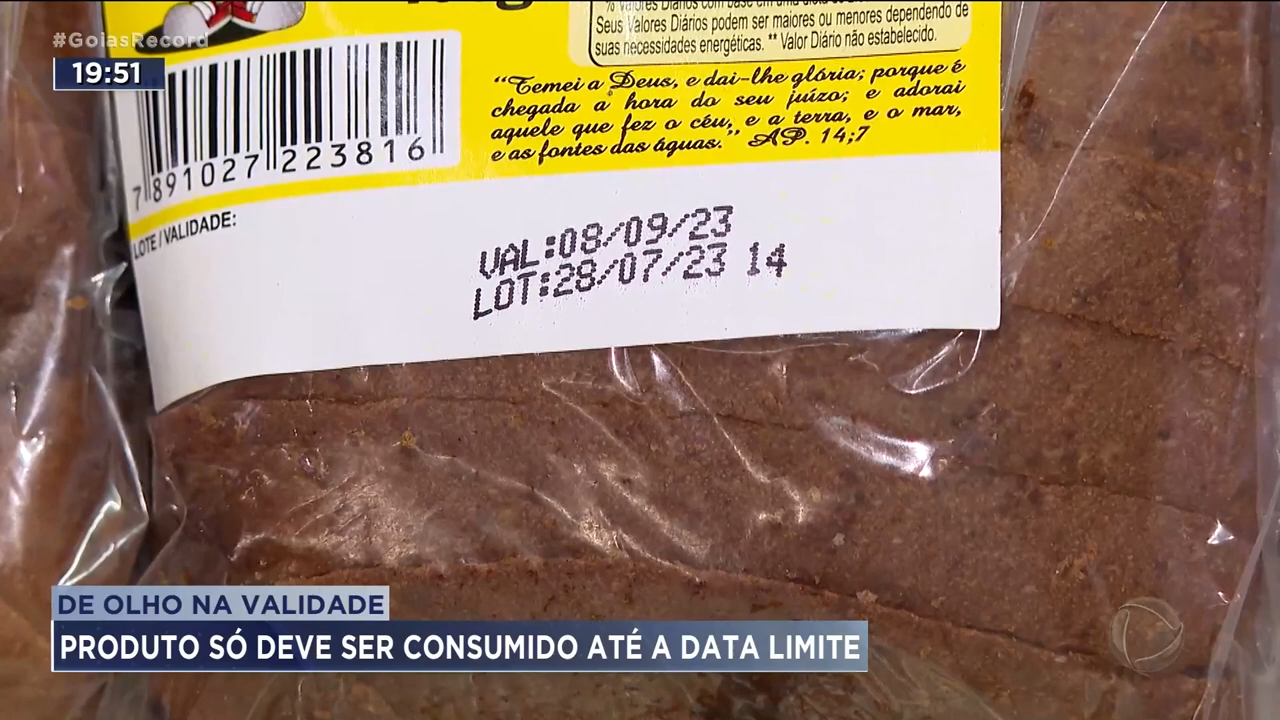 #GoiasRecord
19:51
% Valores Diários com base em uma dieta
Seus Valores Diários podem ser maiores ou menores dependendo de
suas necessidades energéticas. ** Valor Diário não estabelecido.
“Temei a Deus, e dai-lhe glória; porque é
chegada a hora do seu juízo; e adorai
aquele que fez o céu, e a terra, e o mar,
e as fontes das águas.” AP. 14;7
7 891027 223816
LOTE / VALIDADE:
VAL:08/09/23
LOT:28/07/23 14
DE OLHO NA VALIDADE
PRODUTO SÓ DEVE SER CONSUMIDO ATÉ A DATA LIMITE